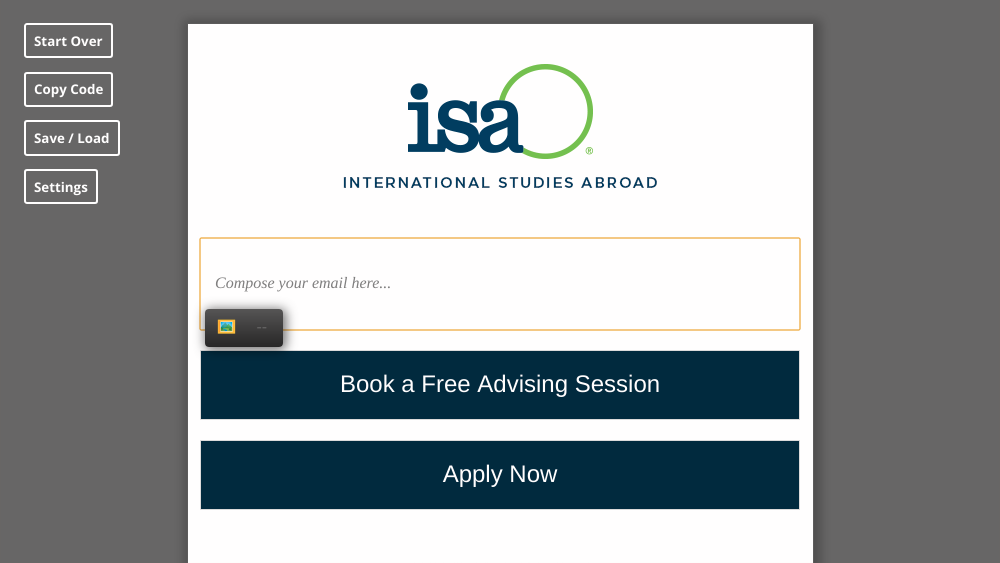 Start Over
Copy Code
Save / Load
Settings
isa®
INTERNATIONAL STUDIES ABROAD
Compose your email here...
Book a Free Advising Session
Apply Now